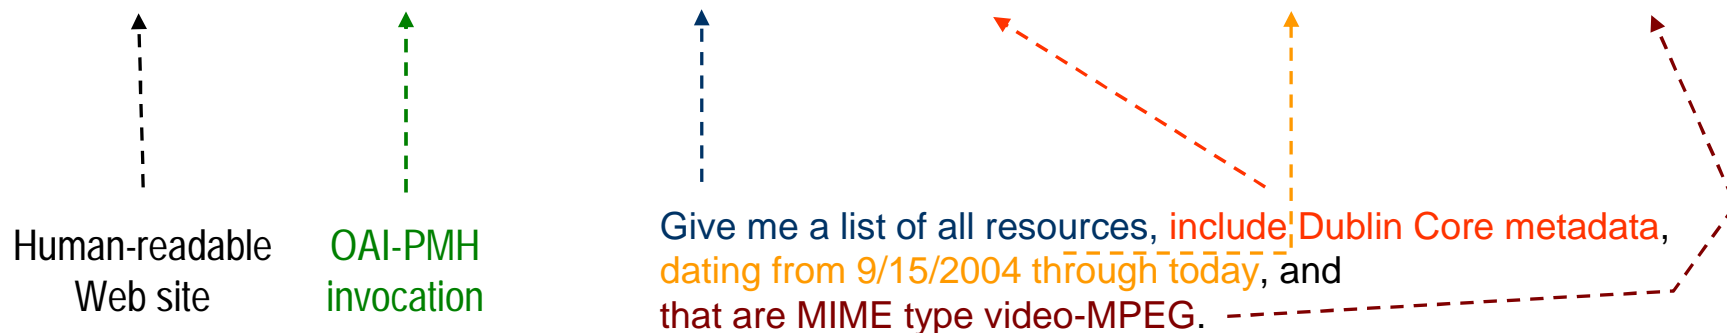 Human-readable
Web site
OAI-PMH
invocation
Give me a list of all resources, include Dublin Core metadata,
dating from 9/15/2004 through today, and
that are MIME type video-MPEG.